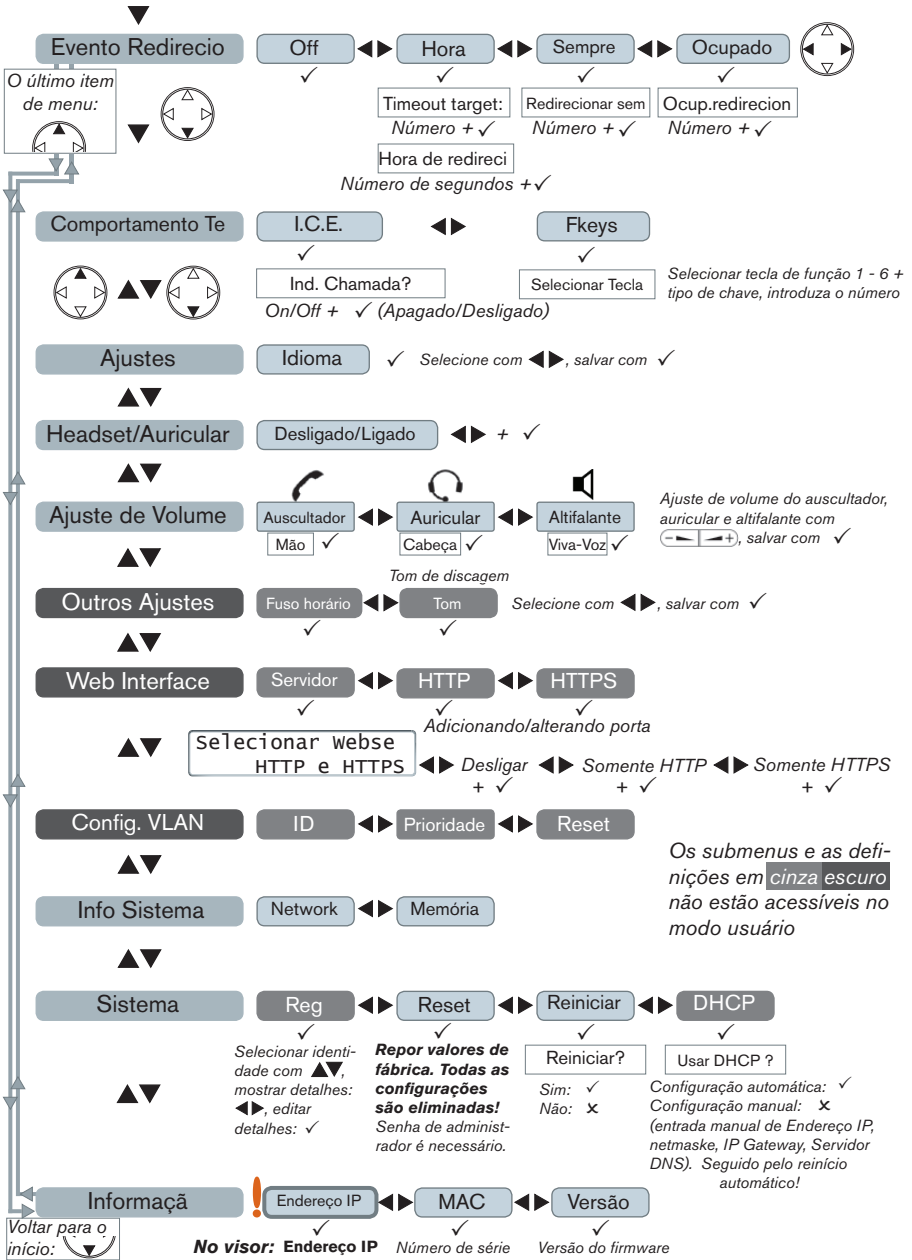 Evento Redirecio
Off
Hora
Sempre
Ocupado
O último item
de menu:
Timeout target:
Redirecionar sem
Ocup.redirecion
Número + ✓
Número + ✓
Número + ✓
Hora de redireci
Número de segundos + ✓
Comportamento Te
I.C.E.
Fkeys
Ind. Chamada?
Selecionar Tecla
On/Off + ✓ (Apagado/Desligado)
Selecionar tecla de função 1 - 6 +
tipo de chave, introduza o número
Ajustes
Idioma
✓ Selecione com ◀▶, salvar com ✓
Headset/Auricular
Desligado/Ligado
◀▶ + ✓
Ajuste de Volume
Auscultador
Auricular
Altifalante
Mão ✓
Cabeça ✓
Viva-Voz ✓
Ajuste de volume do auscultador,
auricular e altifalante com
(- +), salvar com ✓
Tom de discagem
Outros Ajustes
Fuso horário
Tom
Selecione com ◀▶, salvar com ✓
Web Interface
Servidor
HTTP
HTTPS
Adicionando/alterando porta
Selecionar Webse
HTTP e HTTPS
Desligar
+ ✓
Somente HTTP
+ ✓
Somente HTTPS
+ ✓
Config. VLAN
ID
Prioridade
Reset
Os submenus e as defi-
nições em cinza escuro
não estão acessíveis no
modo usuário
Info Sistema
Network
Memória
Sistema
Reg
Reset
Reiniciar
DHCP
Selecionar identi-
dade com ▲▼,
mostrar detalhes:
◀▶, editar
detalhes: ✓
Repor valores de
fábrica. Todas as
configurações
são eliminadas!
Senha de administ-
rador é necessário.
Reiniciar?
Sim: ✓
Não: ✗
Usar DHCP ?
Configuração automática: ✓
Configuração manual: ✗
(entrada manual de Endereço IP,
netmaske, IP Gateway, Servidor
DNS). Seguido pelo reinício
automático!
Informaçã
!
Endereço IP
MAC
Versão
Voltar para o
início:
No visor: Endereço IP
Número de série
Versão do firmware